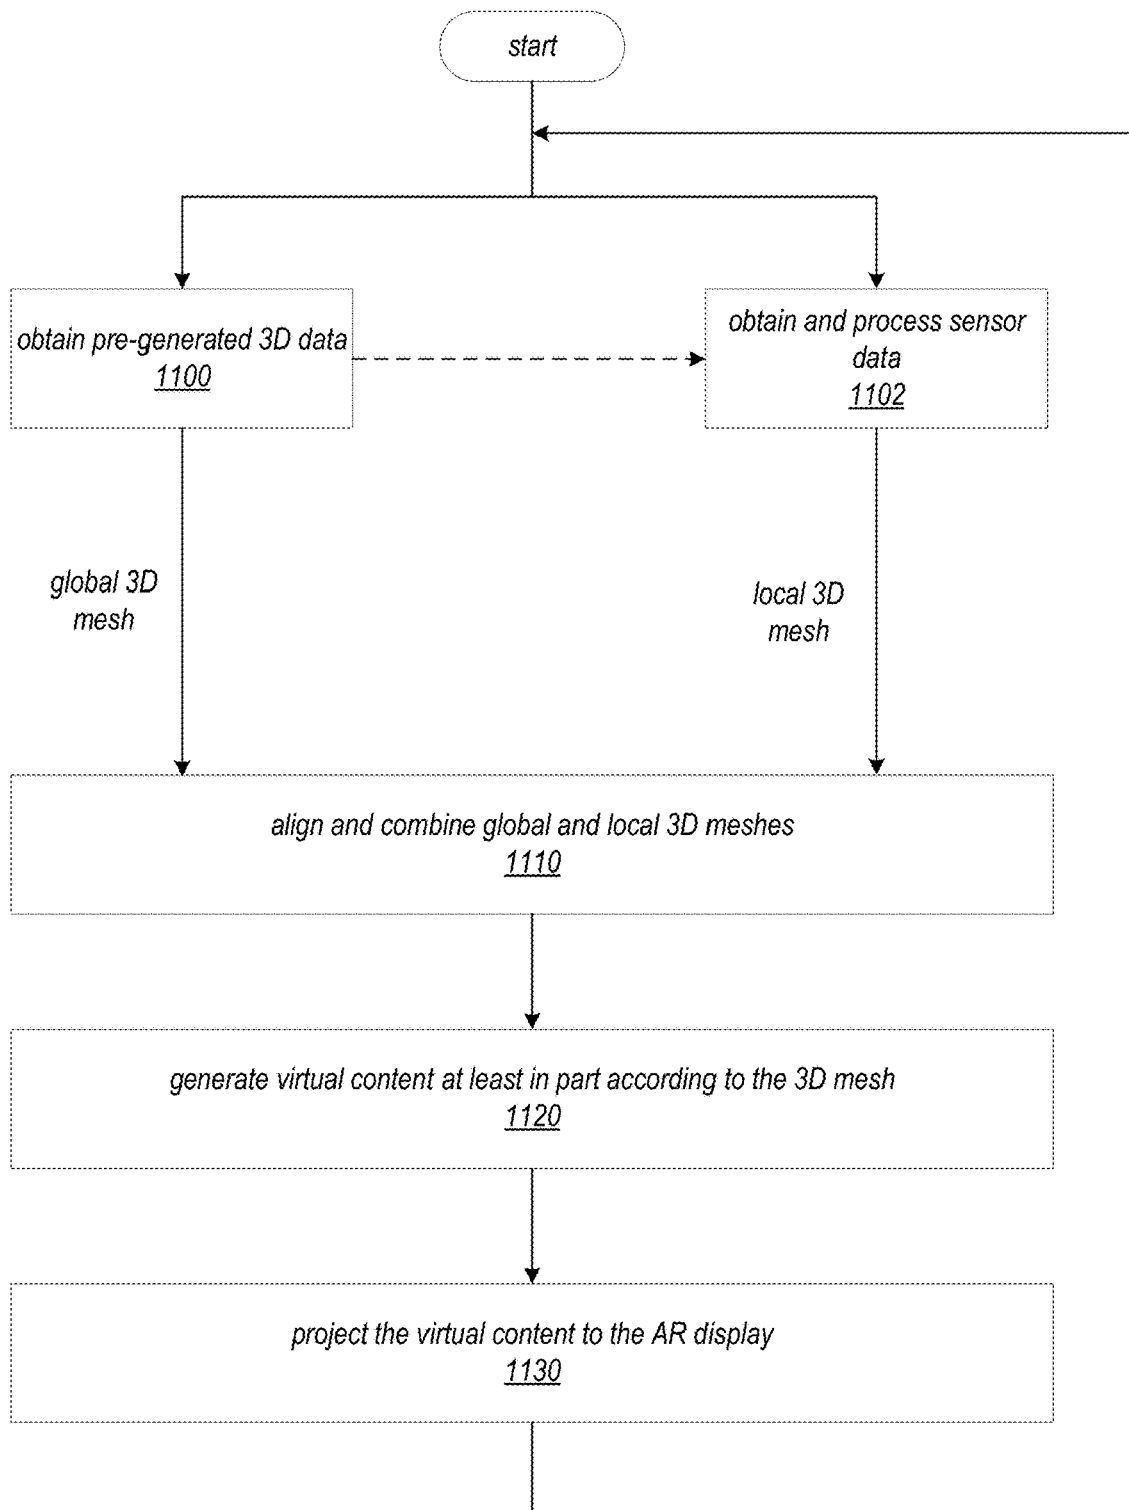 start
obtain pre-generated 3D data
1100
obtain and process sensor
data
1102
global 3D
mesh
local 3D
mesh
align and combine global and local 3D meshes
1110
generate virtual content at least in part according to the 3D mesh
1120
project the virtual content to the AR display
1130